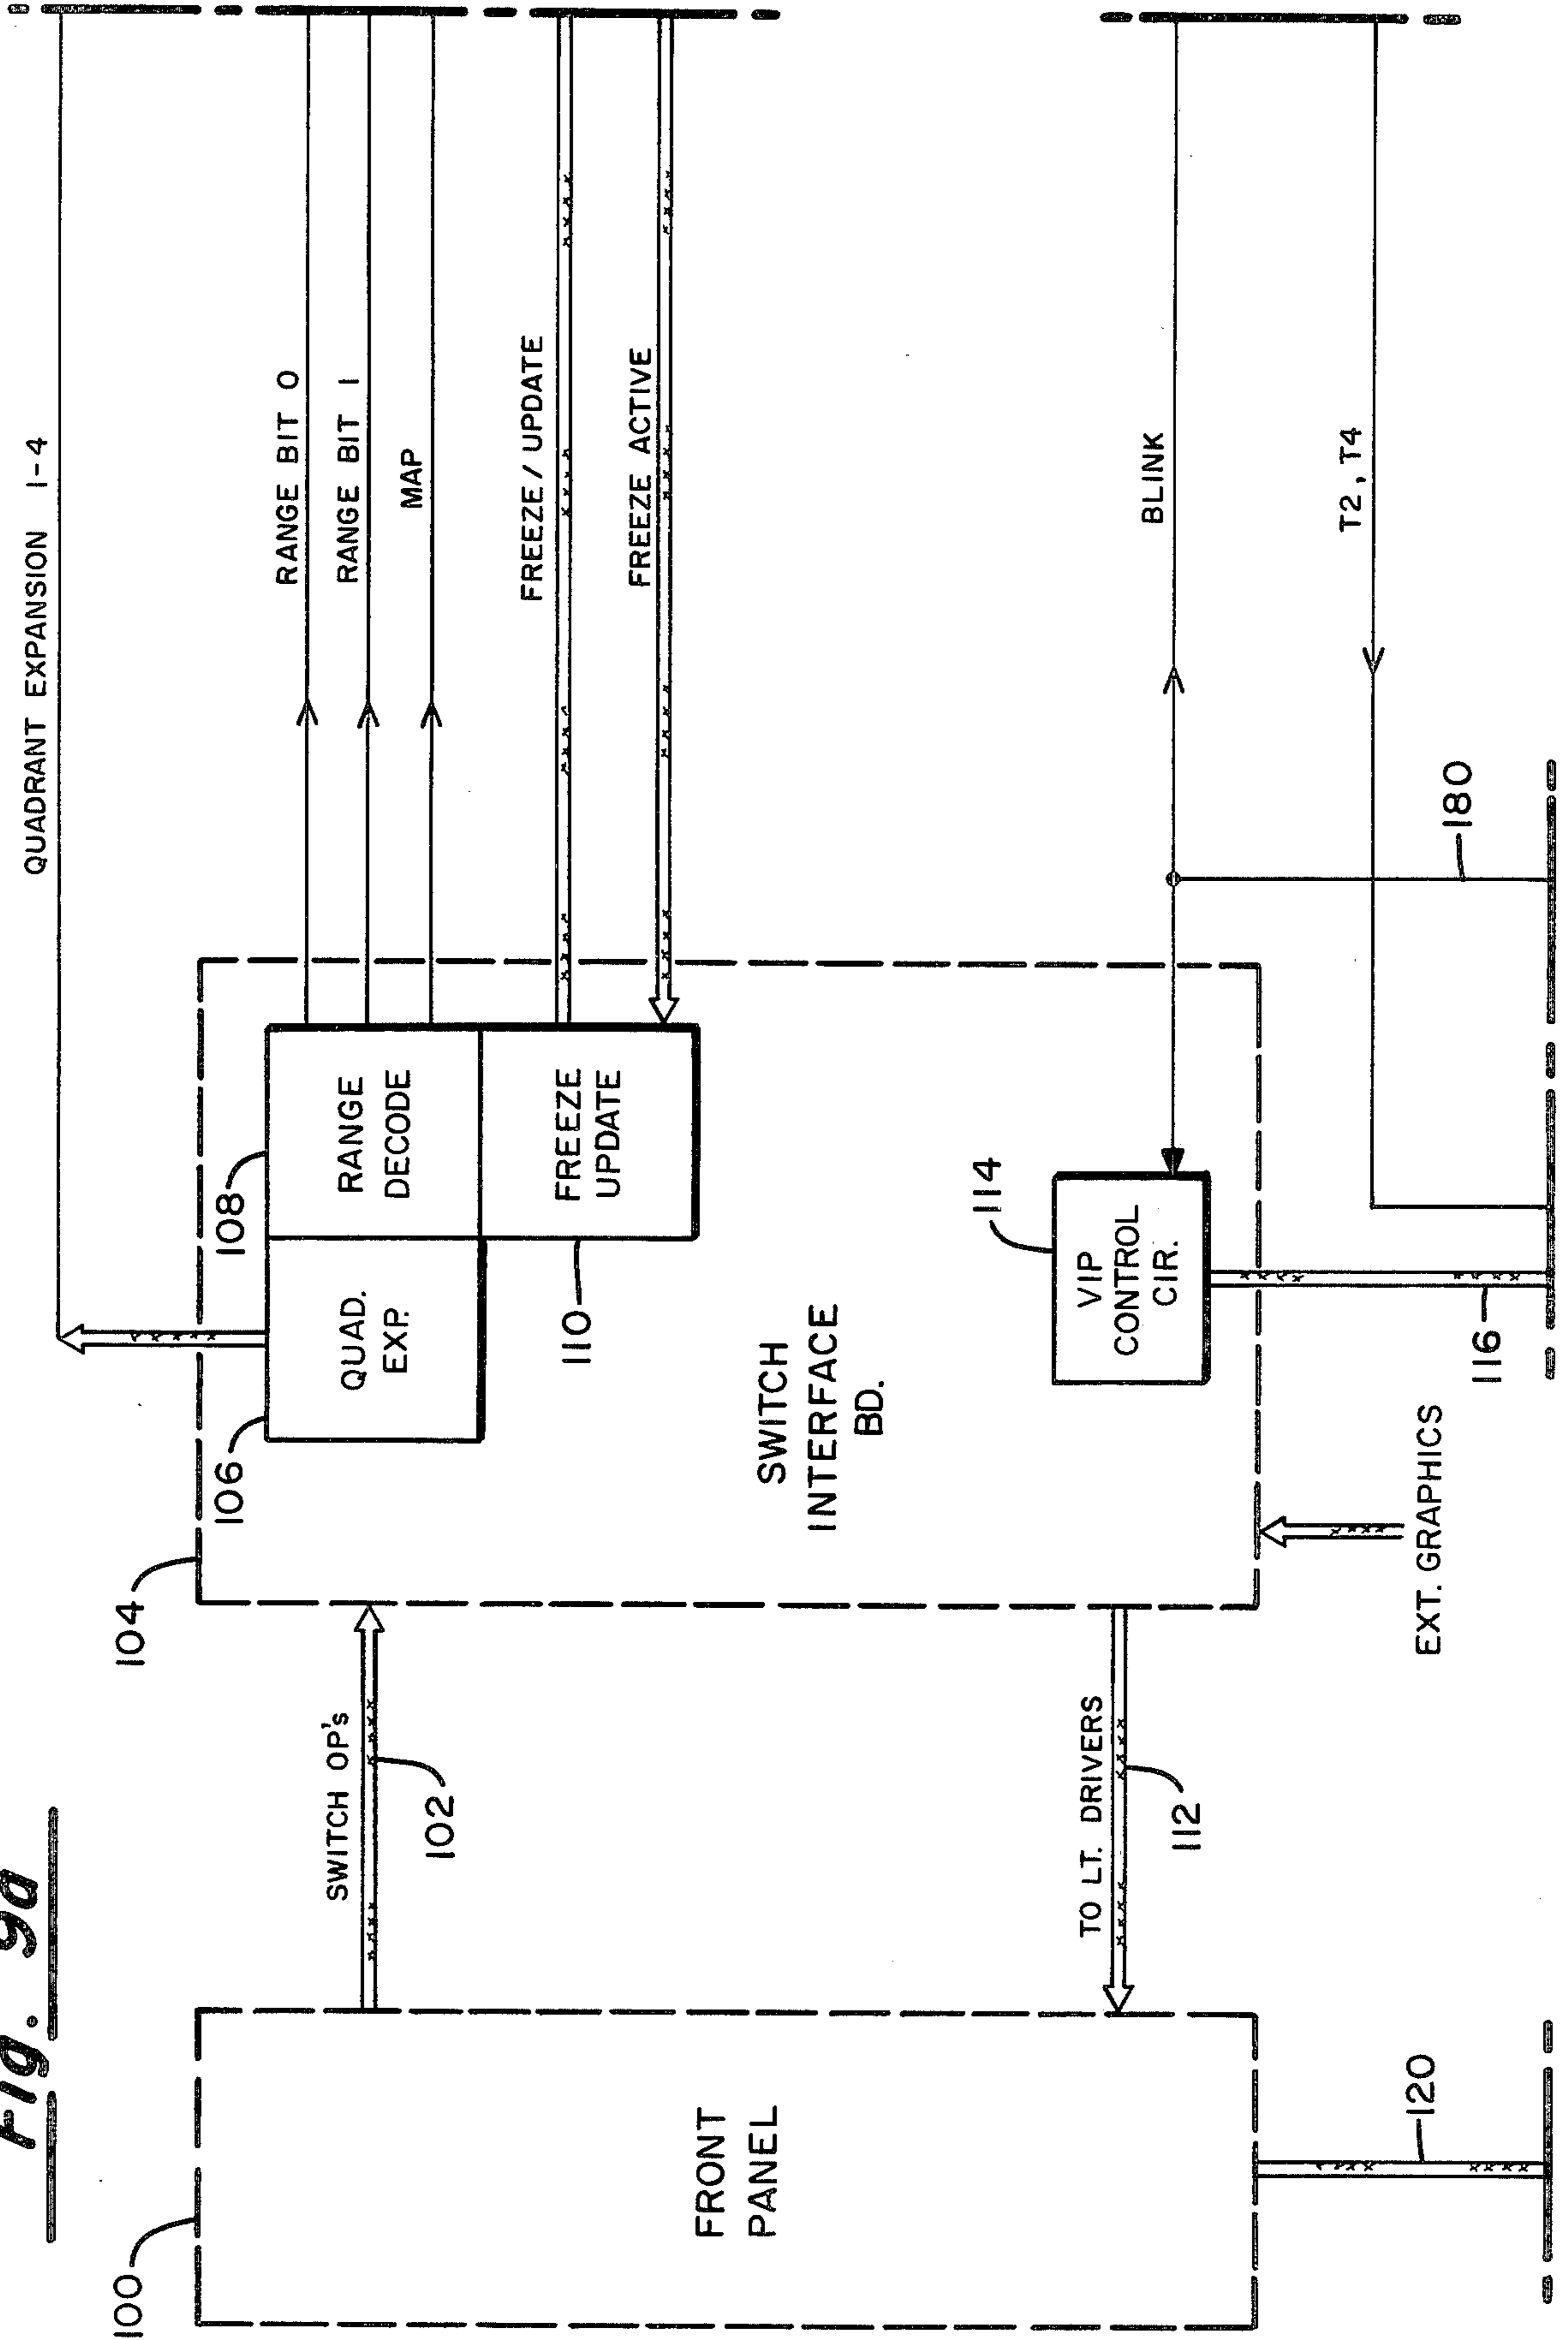 Fig. 9a
QUADRANT EXPANSION 1-4
RANGE BIT 0
RANGE BIT 1
MAP
FREEZE / UPDATE
FREEZE ACTIVE
BLINK
T2, T4
100
FRONT
PANEL
SWITCH OP's
102
104
106
QUAD.
EXP.
108
RANGE
DECODE
110
FREEZE
UPDATE
SWITCH
INTERFACE
BD.
114
VIP
CONTROL
CIR.
TO LT. DRIVERS
112
EXT. GRAPHICS
116
180
120